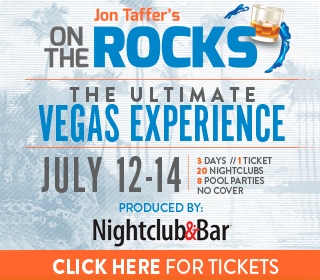 Jon Taffer's
ON THE ROCKS
THE ULTIMATE
VEGAS EXPERIENCE
JULY 12-14
3 DAYS // 1 TICKET
20 NIGHTCLUBS
8 POOL PARTIES
NO COVER
PRODUCED BY:
Nightclub&Bar
CLICK HERE FOR TICKETS